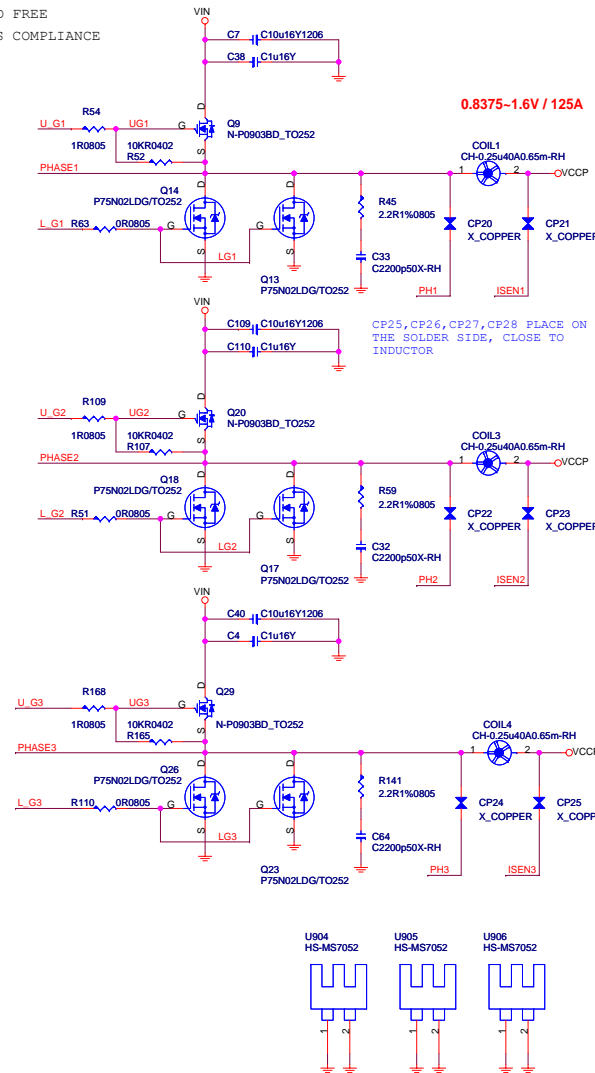 D FREE
S COMPLIANCE
VIN
C7 C10u16Y1206
C38 C1u16Y
0.8375~1.6V / 125A
R54
U_G1 UG1 G D S
Q9
N-P0903BD_TO252
1R0805 10KR0402
R52
PHASE1
COIL1
CH-0.25u40A0.65m-RH
1 2 VCCP
Q14
P75N02LDG/TO252
D D
R45
2.2R1%0805
L_G1 R63 0R0805 G G
S S
LG1
CP20
X_COPPER
CP21
X_COPPER
C33
C2200p50X-RH
Q13
P75N02LDG/TO252
PH1 ISEN1
VIN
C109 C10u16Y1206
C110 C1u16Y
CP25,CP26,CP27,CP28 PLACE ON
THE SOLDER SIDE, CLOSE TO
INDUCTOR
R109
U_G2 UG2 G D S
Q20
N-P0903BD_TO252
1R0805 10KR0402
R107
PHASE2
COIL3
CH-0.25u40A0.65m-RH
1 2 VCCP
Q18
P75N02LDG/TO252
D D
R59
2.2R1%0805
L_G2 R51 0R0805 G G
S S
LG2
CP22
X_COPPER
CP23
X_COPPER
C32
C2200p50X-RH
Q17
P75N02LDG/TO252
PH2 ISEN2
VIN
C40 C10u16Y1206
C4 C1u16Y
R168
U_G3 UG3 G D S
Q29
N-P0903BD_TO252
1R0805 10KR0402
R165
PHASE3
COIL4
CH-0.25u40A0.65m-RH
1 2 VCCP
Q26
P75N02LDG/TO252
D D
R141
2.2R1%0805
L_G3 R110 0R0805 G G
S S
LG3
CP24
X_COPPER
CP25
X_COPP
C64
C2200p50X-RH
Q23
P75N02LDG/TO252
PH3 ISEN3
U904 U905 U906
HS-MS7052 HS-MS7052 HS-MS7052
1 2 1 2 1 2